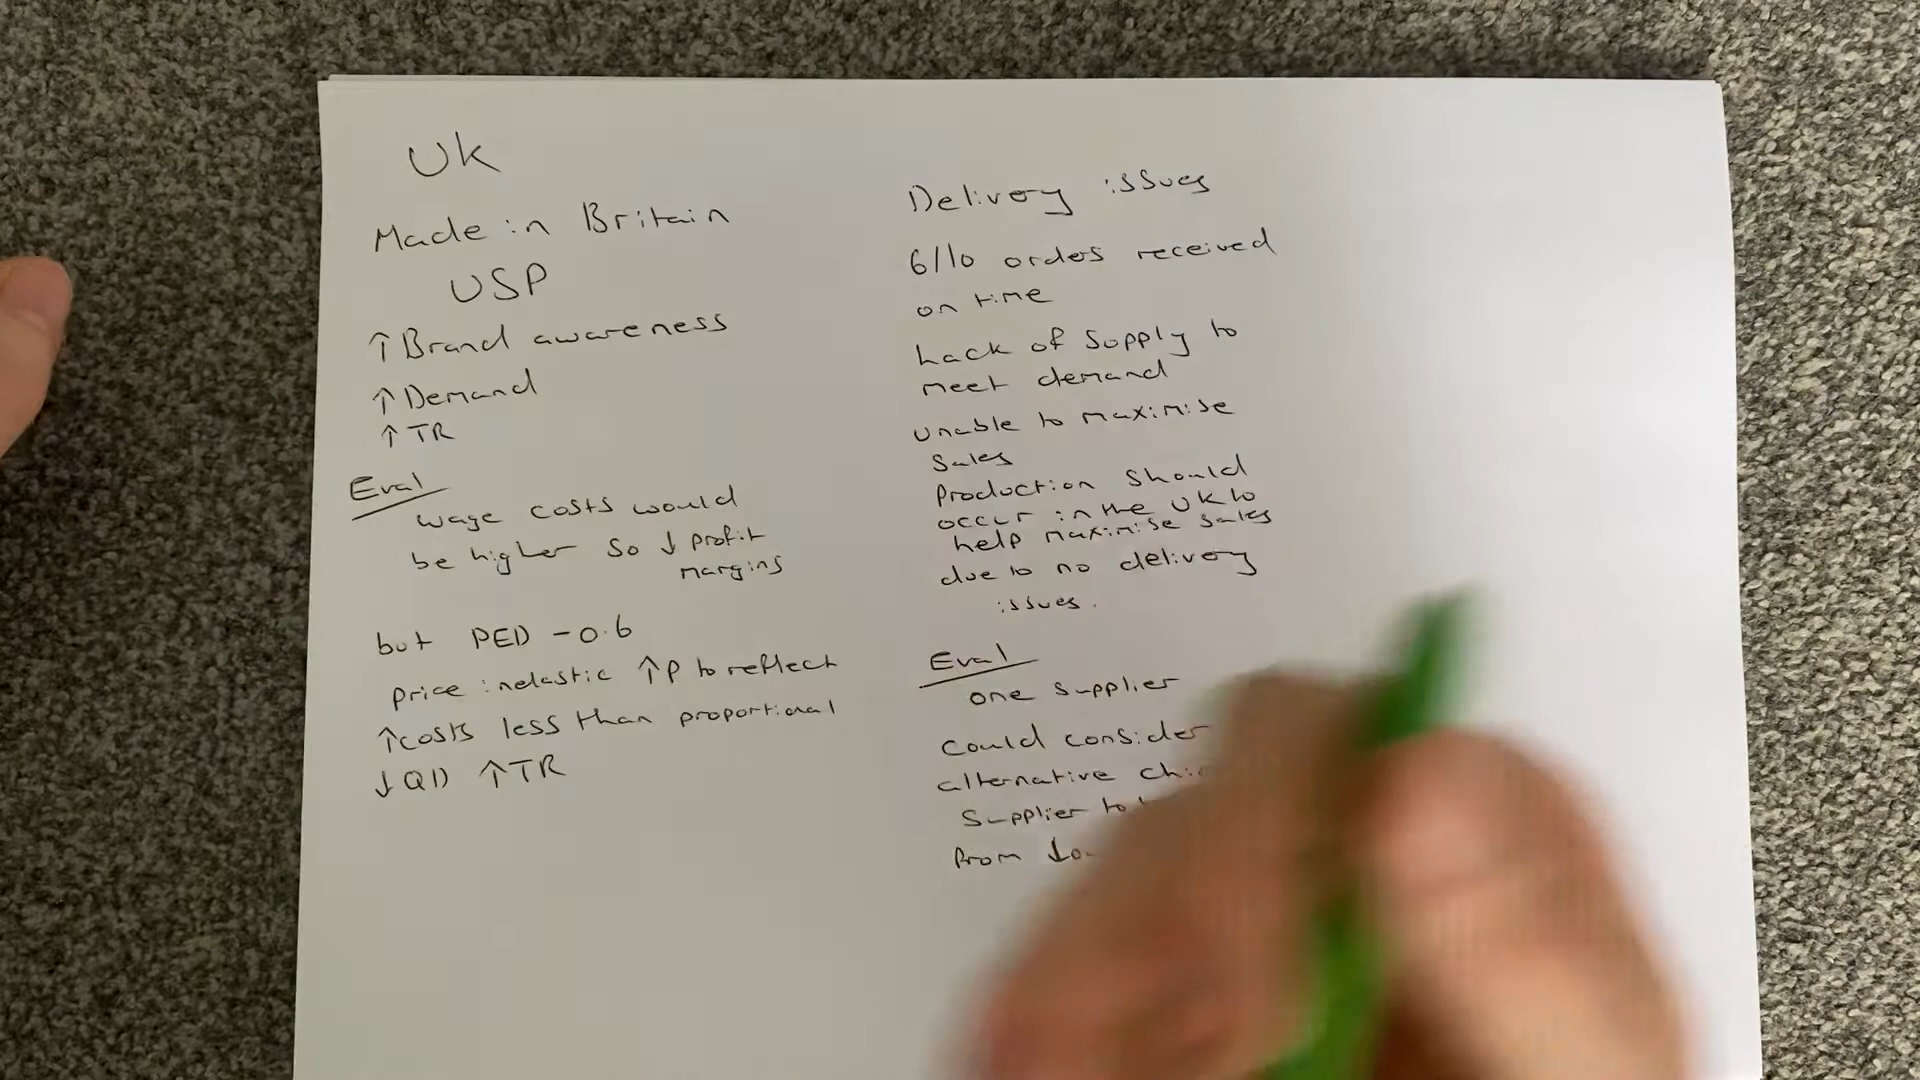 UK
Made in Britain
USP
↑ Brand awareness
↑ Demand
↑ TR
Eval
wage costs would
be higher so ↓ profit
margins
but PED -0.6
price inelastic ↑P to reflect
↑costs less than proportional
↓ QD ↑TR
Delivery issues
6/10 orders received
on time
Lack of supply to
meet demand
unable to maximise
sales
production should
occur in the UK to
help maximise sales
due to no delivery
issues.
Eval
one supplier
could consider
alternative
supplier to
from